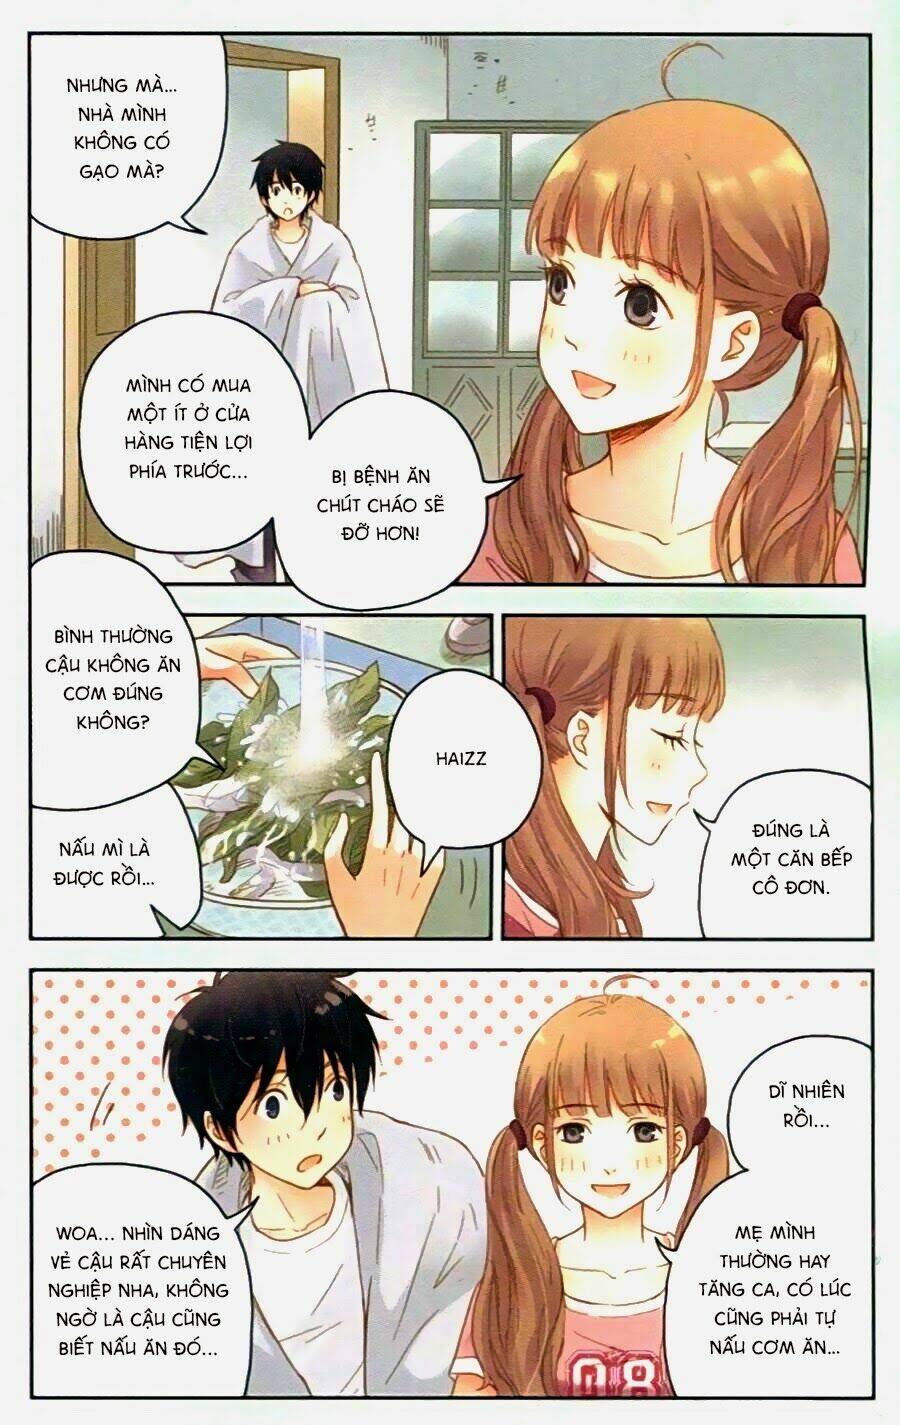 NHƯNG MÀ...
NHÀ MÌNH
KHÔNG CÓ
GẠO MÀ?
MÌNH CÓ MUA
MỘT ÍT Ở CỬA
HÀNG TIỆN LỢI
PHÍA TRƯỚC...
BỊ BỆNH ĂN
CHÚT CHÁO SẼ
ĐỠ HƠN!
BÌNH THƯỜNG
CẬU KHÔNG ĂN
CƠM ĐÚNG
KHÔNG?
NẤU MÌ LÀ
ĐƯỢC RỒI...
HAIZZ
ĐÚNG LÀ
MỘT CĂN BẾP
CÔ ĐƠN.
DĨ NHIÊN
RỒI...
WOA... NHÌN DÁNG
VẺ CẬU RẤT CHUYÊN
NGHIỆP NHA, KHÔNG
NGỜ LÀ CẬU CŨNG
BIẾT NẤU ĂN ĐÓ...
MẸ MÌNH
THƯỜNG HAY
TĂNG CA, CÓ LÚC
CŨNG PHẢI TỰ
NẤU CƠM ĂN...
08